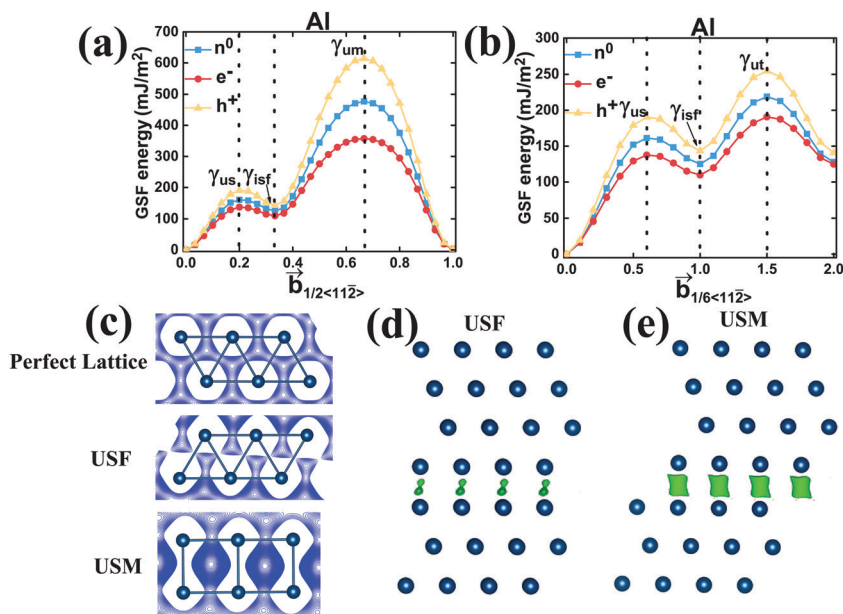 (a)
Al
n⁰
e⁻
h⁺
γus
γisf
γum
GSF energy (mJ/m²)
700
600
500
400
300
200
100
0
0.0 0.2 0.4 0.6 0.8 1.0
b⃗1/2<112̄>
(b)
Al
n⁰
e⁻
h⁺ γus
γisf
γut
GSF energy (mJ/m²)
300
250
200
150
100
50
0
0.0 0.5 1.0 1.5 2.0
b⃗1/6<112̄>
(c)
Perfect Lattice
USF
USM
(d)
USF
(e)
USM